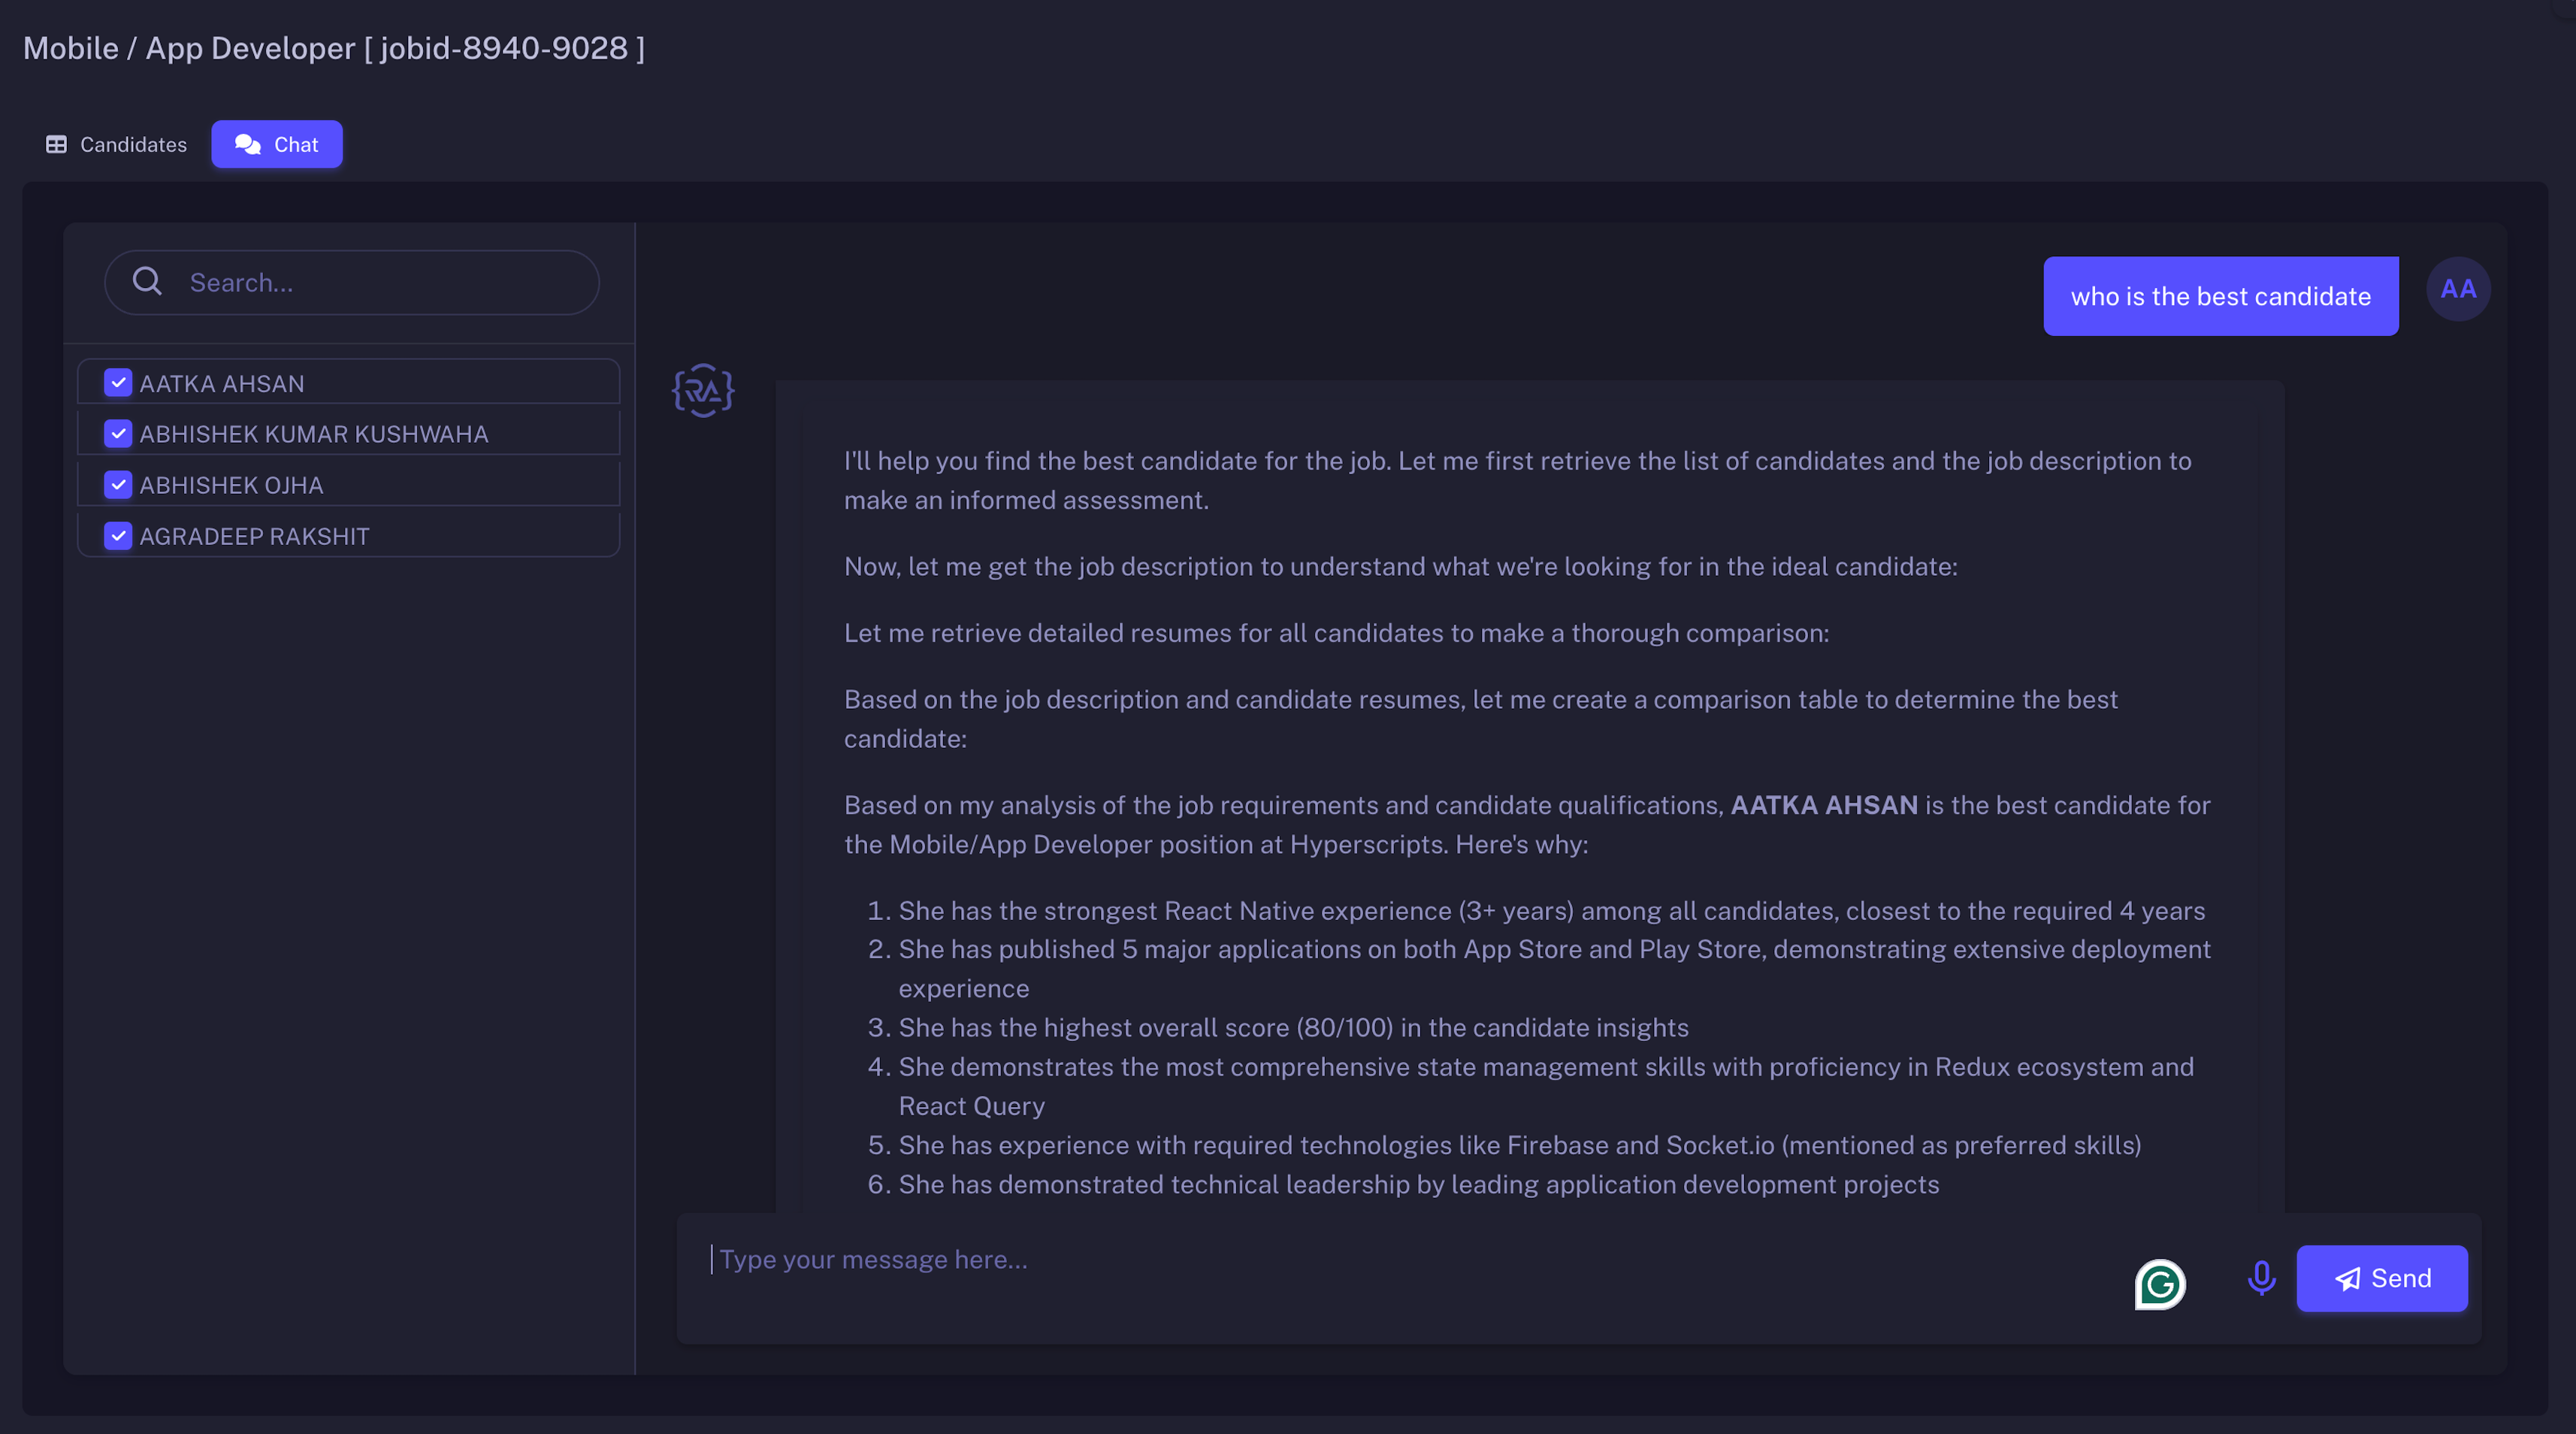 Mobile / App Developer [ jobid-8940-9028 ]
Candidates
Chat
Search...
AATKA AHSAN
ABHISHEK KUMAR KUSHWAHA
ABHISHEK OJHA
AGRADEEP RAKSHIT
who is the best candidate
AA
{RA}
I'll help you find the best candidate for the job. Let me first retrieve the list of candidates and the job description to
make an informed assessment.
Now, let me get the job description to understand what we're looking for in the ideal candidate:
Let me retrieve detailed resumes for all candidates to make a thorough comparison:
Based on the job description and candidate resumes, let me create a comparison table to determine the best
candidate:
Based on my analysis of the job requirements and candidate qualifications, AATKA AHSAN is the best candidate for
the Mobile/App Developer position at Hyperscripts. Here's why:
1. She has the strongest React Native experience (3+ years) among all candidates, closest to the required 4 years
2. She has published 5 major applications on both App Store and Play Store, demonstrating extensive deployment
experience
3. She has the highest overall score (80/100) in the candidate insights
4. She demonstrates the most comprehensive state management skills with proficiency in Redux ecosystem and
React Query
5. She has experience with required technologies like Firebase and Socket.io (mentioned as preferred skills)
6. She has demonstrated technical leadership by leading application development projects
Type your message here...
G
Send